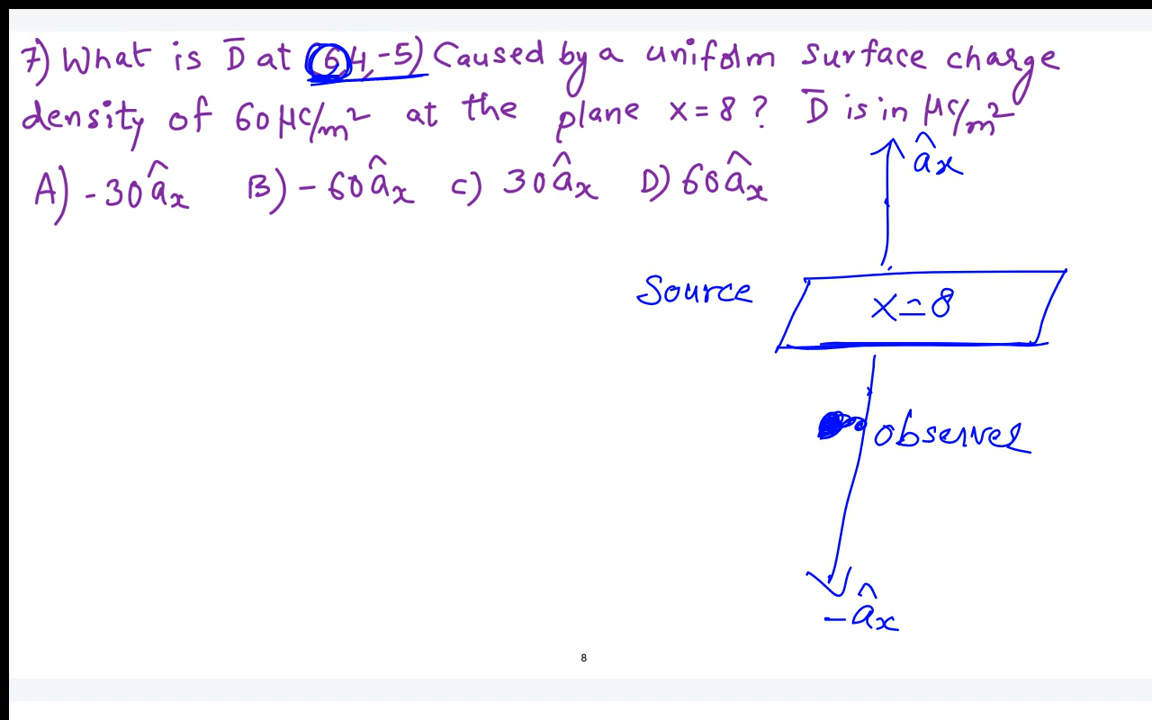 7) What is D̄ at (6,4,-5) Caused by a uniform surface charge
density of 60 μc/m² at the plane x=8? D̄ is in μc/m²
A) -30âx B) -60âx C) 30âx D) 60âx
âx
Source
x=8
observer
-âx
8